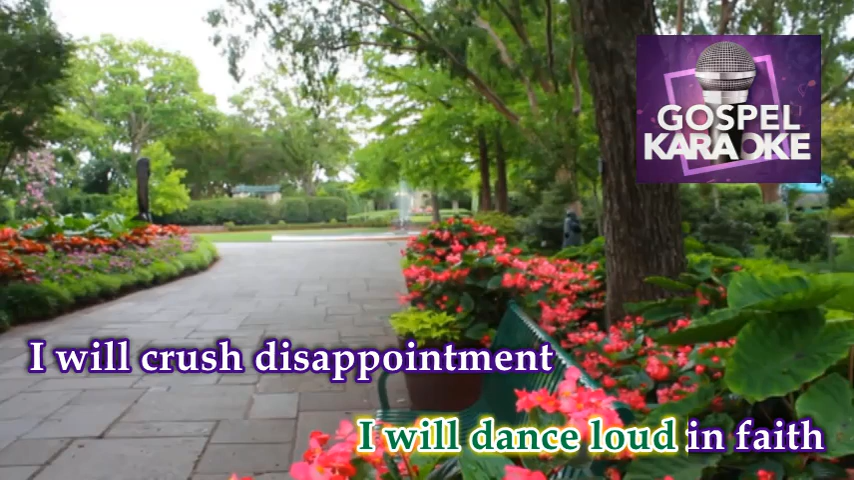 GOSPEL
KARAOKE
I will crush disappointment
I will dance loud in faith